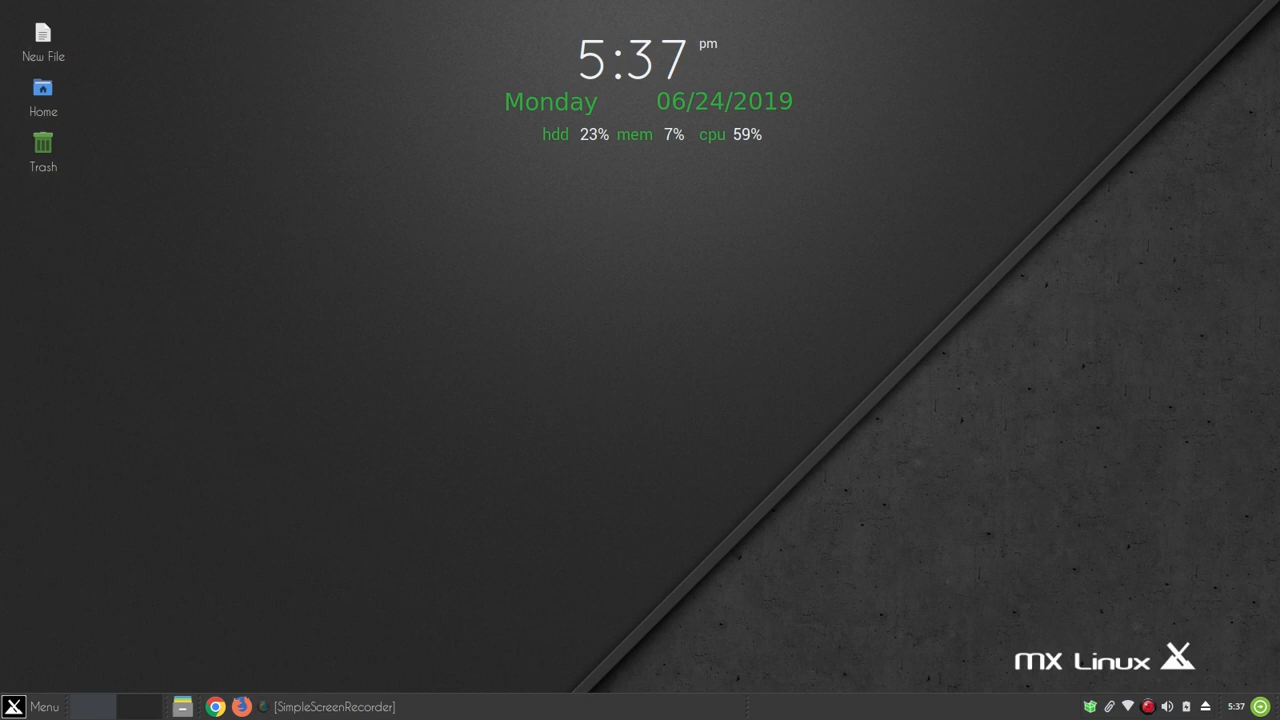 New File
Home
Trash
5:37 pm
Monday 06/24/2019
hdd 23% mem 7% cpu 59%
MX Linux
Menu [SimpleScreenRecorder] 5:37